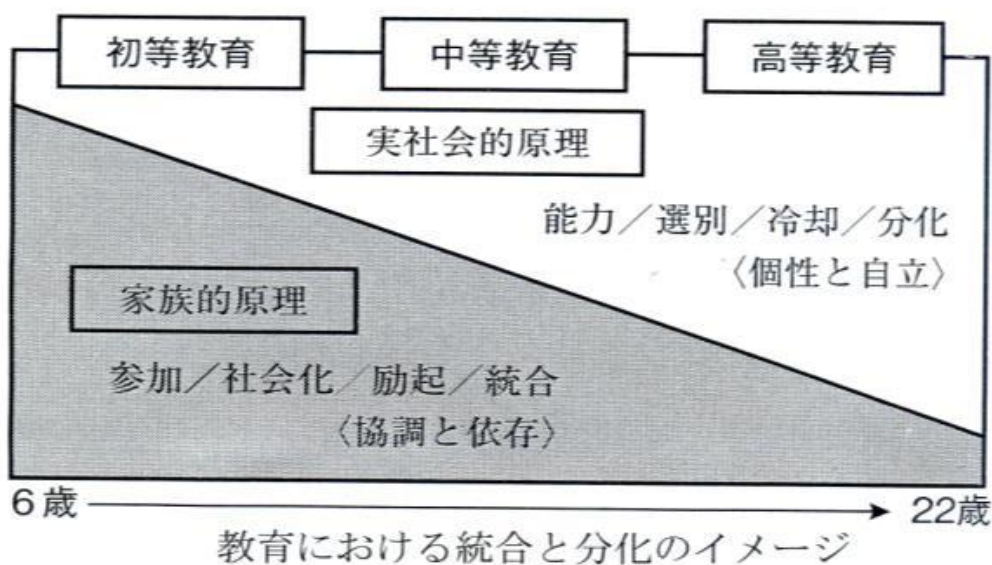 初等教育 中等教育 高等教育
実社会的原理
能力／選別／冷却／分化
〈個性と自立〉
家族的原理
参加／社会化／励起／統合
〈協調と依存〉
6歳 22歳
教育における統合と分化のイメージ